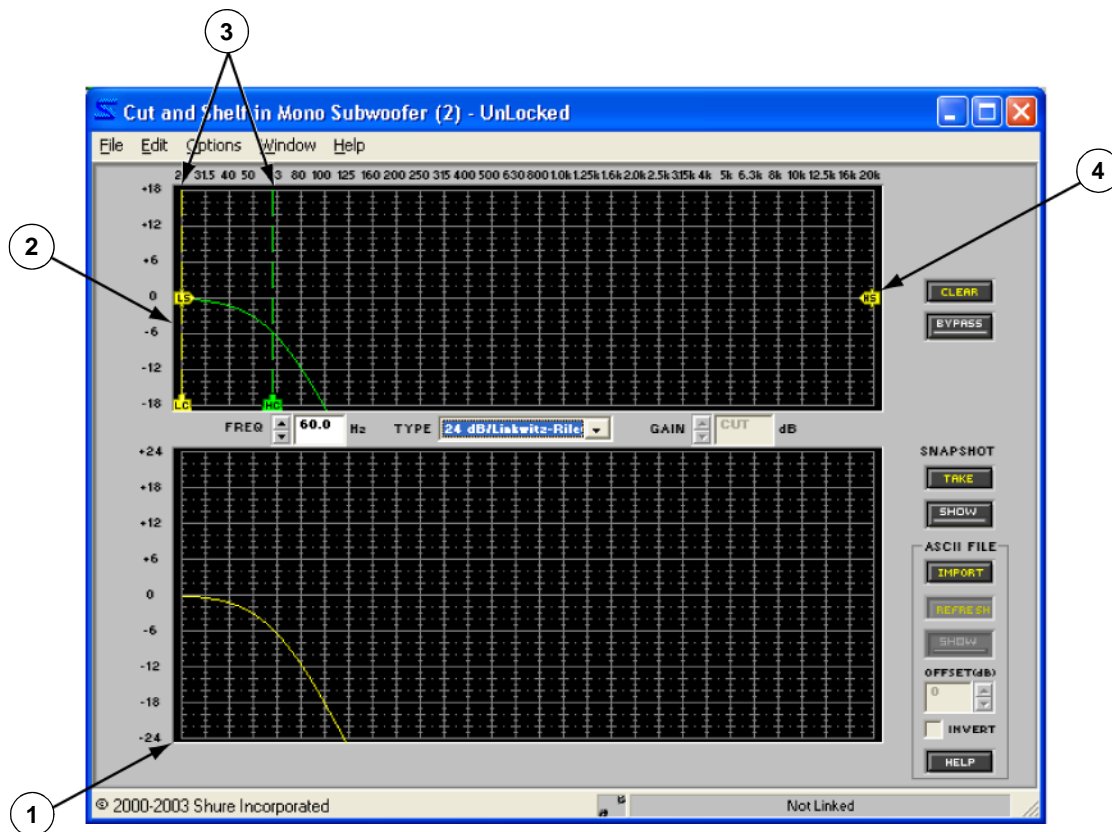 3
Cut and Shelf in Mono Subwoofer (2) - UnLocked
4
File Edit Options Window Help
31.5 40 50 80 100 125 160 200 250 315 400 500 630 800 1.0k 1.25k 1.6k 2.0k 2.5k 3.15k 4k 5k 6.3k 8k 10k 12.5k 16k 20k
+18
+12
2
+6
0
LS
HS
CLEAR
-6
BYPASS
-12
-18
LC
HC
FREQ 60.0 Hz TYPE 24 dB/Linkwitz-Rile GAIN CUT dB
+24
SNAPSHOT
+18
TAKE
+12
SHOW
ASCII FILE
+6
IMPORT
0
REFRESH
-6
SHOW
-12
OFFSET(dB)
0
-18
INVERT
-24
HELP
1
© 2000-2003 Shure Incorporated
Not Linked